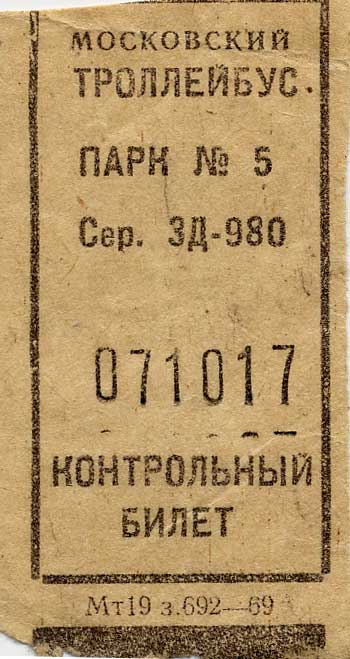 МОСКОВСКИЙ
ТРОЛЛЕЙБУС.
ПАРК № 5
Сер. ЗД-980
071017
КОНТРОЛЬНЫЙ
БИЛЕТ
Мт19 з.692—69